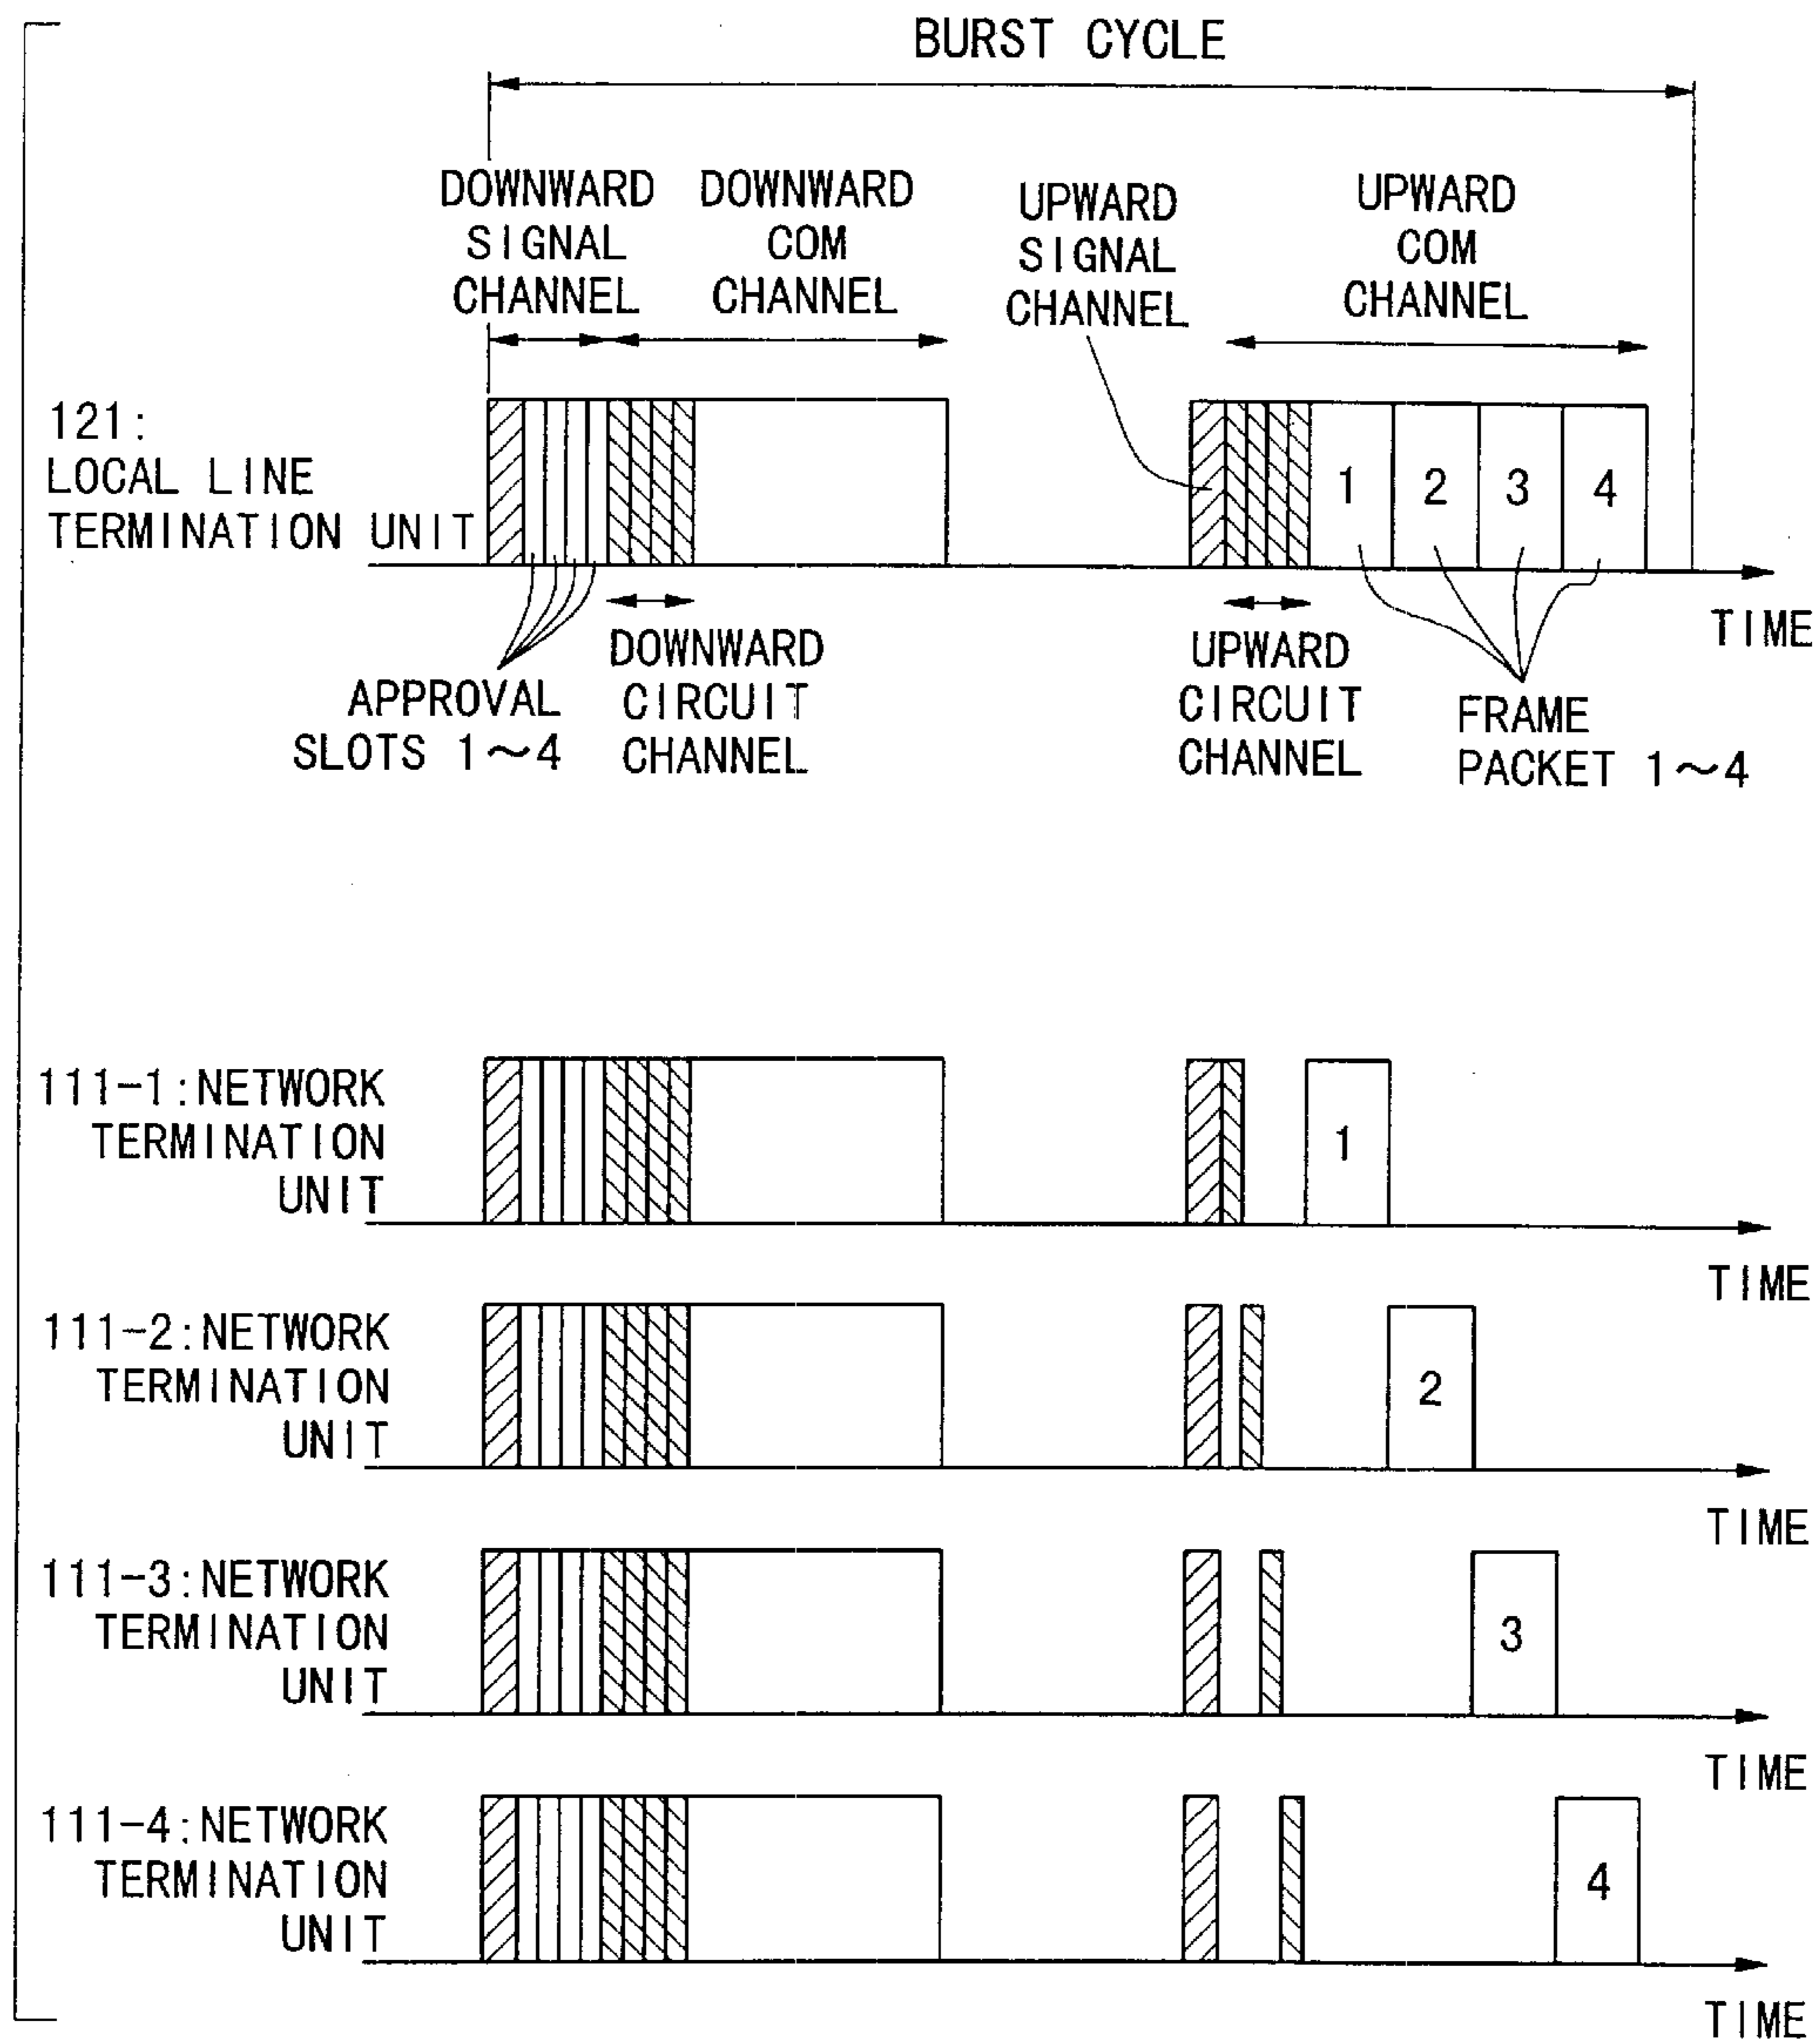 BURST CYCLE
DOWNWARD
SIGNAL
CHANNEL
DOWNWARD
COM
CHANNEL
UPWARD
SIGNAL
CHANNEL
UPWARD
COM
CHANNEL
121:
LOCAL LINE
TERMINATION UNIT
1
2
3
4
TIME
APPROVAL
SLOTS 1~4
DOWNWARD
CIRCUIT
CHANNEL
UPWARD
CIRCUIT
CHANNEL
FRAME
PACKET 1~4
111-1:NETWORK
TERMINATION
UNIT
1
TIME
111-2:NETWORK
TERMINATION
UNIT
2
TIME
111-3:NETWORK
TERMINATION
UNIT
3
TIME
111-4:NETWORK
TERMINATION
UNIT
4
TIME